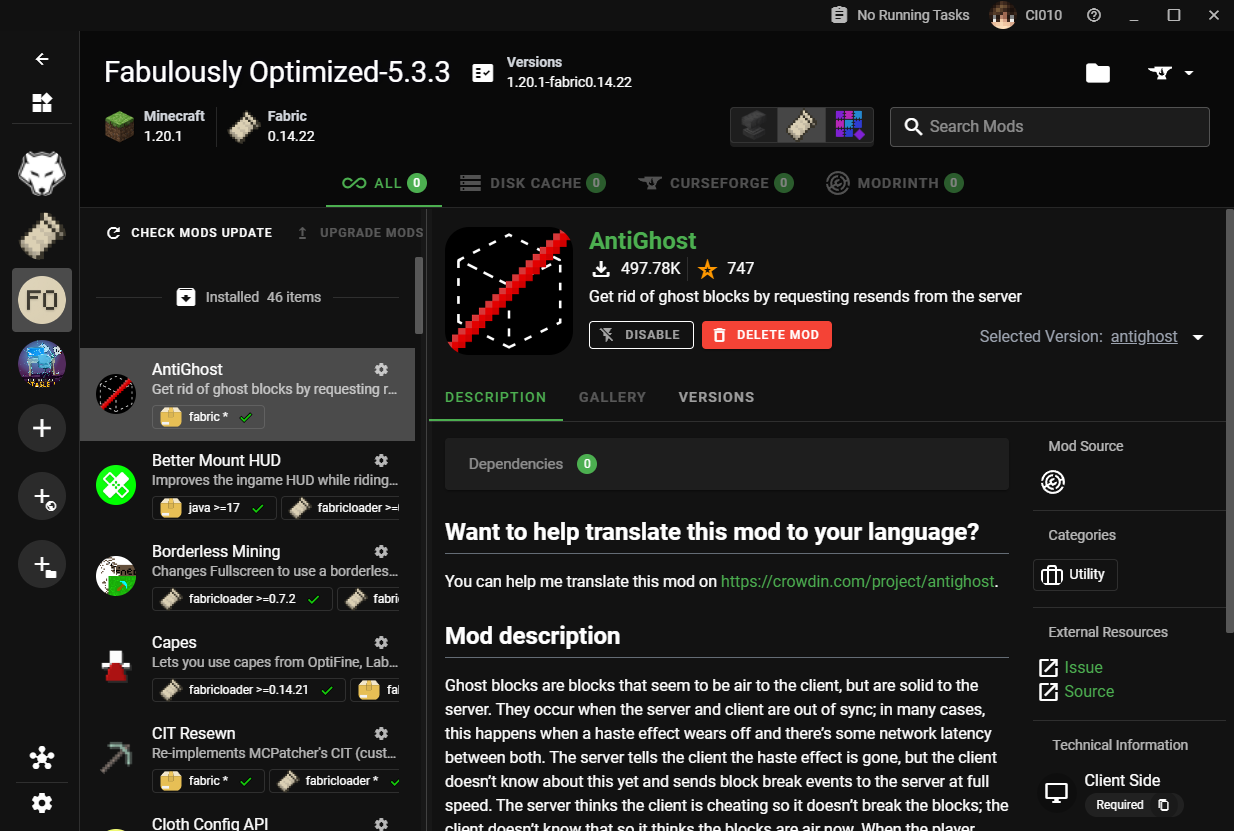 No Running Tasks
CI010
Fabulously Optimized-5.3.3
Versions
1.20.1-fabric0.14.22
Minecraft
1.20.1
Fabric
0.14.22
Search Mods
ALL 0
DISK CACHE 0
CURSEFORGE 0
MODRINTH 0
CHECK MODS UPDATE
UPGRADE MODS
Installed 46 items
FO
AntiGhost
Get rid of ghost blocks by requesting r...
fabric *
Better Mount HUD
Improves the ingame HUD while riding...
java >=17
fabricloader >=
Borderless Mining
Changes Fullscreen to use a borderles...
fabricloader >=0.7.2
fabri
Capes
Lets you use capes from OptiFine, Lab...
fabricloader >=0.14.21
fal
CIT Resewn
Re-implements MCPatcher's CIT (cust...
fabric *
fabricloader *
Cloth Config API
AntiGhost
497.78K
747
Get rid of ghost blocks by requesting resends from the server
DISABLE
DELETE MOD
Selected Version: antighost
DESCRIPTION
GALLERY
VERSIONS
Dependencies 0
Want to help translate this mod to your language?
You can help me translate this mod on https://crowdin.com/project/antighost.
Mod description
Ghost blocks are blocks that seem to be air to the client, but are solid to the
server. They occur when the server and client are out of sync; in many cases,
this happens when a haste effect wears off and there's some network latency
between both. The server tells the client the haste effect is gone, but the client
doesn't know about this yet and sends block break events to the server at full
speed. The server thinks the client is cheating so it doesn't break the blocks; the
client doesn't know that so it thinks the blocks are air now. When the player
Mod Source
Categories
Utility
External Resources
Issue
Source
Technical Information
Client Side
Required